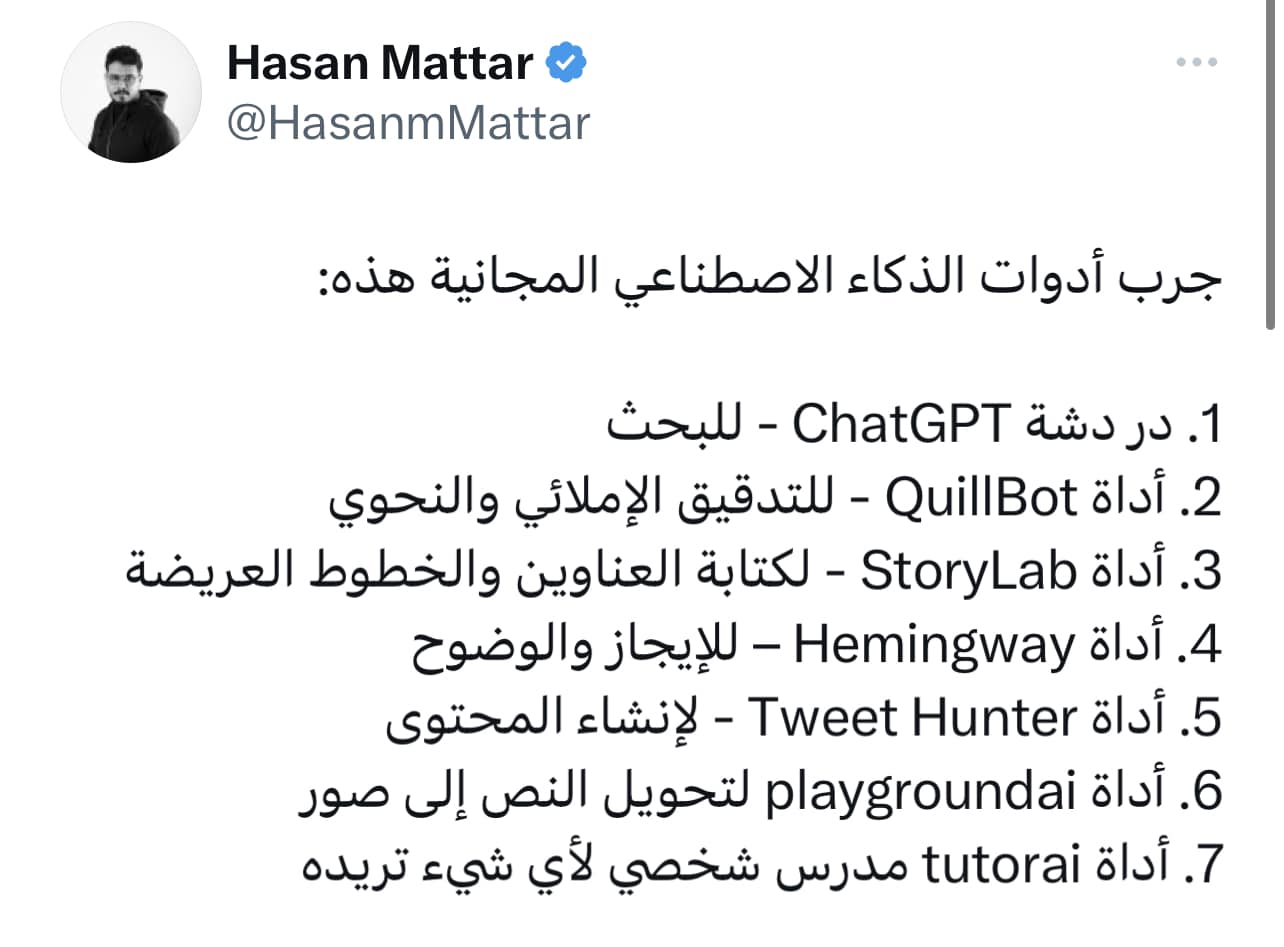 Hasan Mattar
@HasanmMattar
جرب أدوات الذكاء الاصطناعي المجانية هذه:
1. در دشة ChatGPT - للبحث
2. أداة QuillBot - للتدقيق الإملائي والنحوي
3. أداة StoryLab - لكتابة العناوين والخطوط العريضة
4. أداة Hemingway – للإيجاز والوضوح
5. أداة Tweet Hunter - لإنشاء المحتوى
6. أداة playgroundai لتحويل النص إلى صور
7. أداة tutorai مدرس شخصي لأي شيء تريده